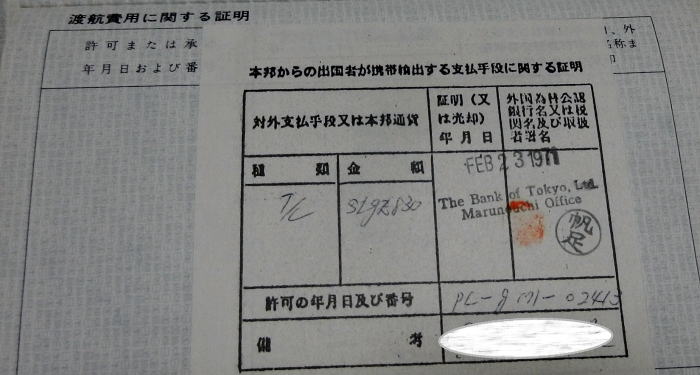 渡航費用に関する証明
許可または承
年月日および番
、外
名称ま
印
本邦からの出国者が携帯輸出する支払手段に関する証明
対外支払手段又は本邦通貨
証明(又
は売却)
年月日
外国為替公認
銀行名又は税
関名及び取扱
者署名
種類
金額
FEB 23 1971
T/C
The Bank of Tokyo, Ltd.
Marunouchi Office
帆足
許可の年月日及び番号
備考